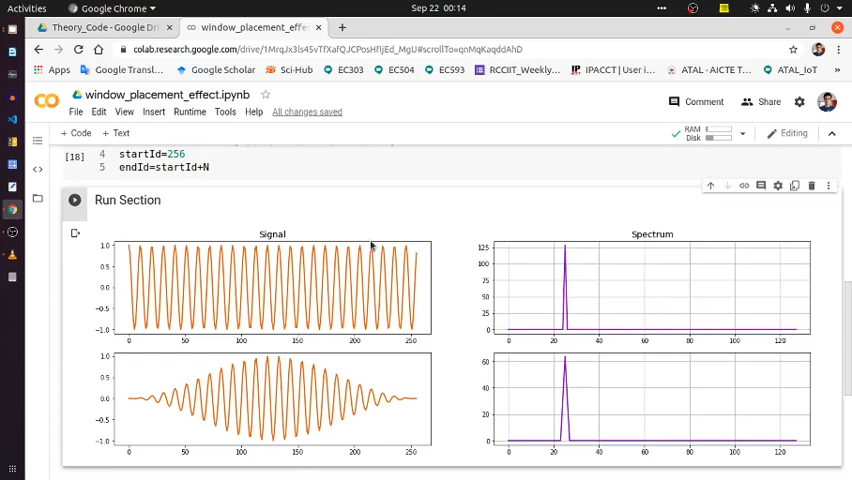 Activities
Google Chrome
Sep 22 00:14
Theory_Code - Google Dri
window_placement_effec
colab.research.google.com/drive/1MrqJx3ls45vTfXafQJCPosHfIjEd_MgU#scrollTo=qnMqKaqddAhD
Apps
Google Transl...
Google Scholar
Sci-Hub
EC303
EC504
EC593
RCCIIT_Weekly...
IPACCT | User i...
ATAL - AICTE T...
ATAL_IoT
»
window_placement_effect.ipynb
File Edit View Insert Runtime Tools Help All changes saved
Comment
Share
+ Code + Text
RAM
Disk
Editing
[18]
4 startId=256
5 endId=startId+N
Run Section
Signal
1.0
0.5
0.0
−0.5
−1.0
0 50 100 150 200 250
Spectrum
125
100
75
50
25
0
0 20 40 60 80 100 120
1.0
0.5
0.0
−0.5
−1.0
0 50 100 150 200 250
60
40
20
0
0 20 40 60 80 100 120